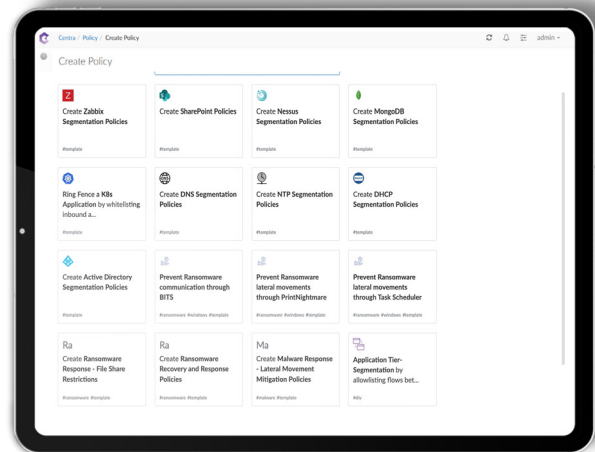 Centra / Policy / Create Policy
admin
Create Policy
Z
Create Zabbix
Segmentation Policies
#template
Create SharePoint Policies
#template
Create Nessus
Segmentation Policies
#template
Create MongoDB
Segmentation Policies
#template
Ring Fence a K8s
Application by whitelisting
inbound a...
#template
DNS
Create DNS Segmentation
Policies
#template
Create NTP Segmentation
Policies
#template
DHCP
Create DHCP
Segmentation Policies
#template
Create Active Directory
Segmentation Policies
#template
Prevent Ransomware
communication through
BITS
#ransomware #windows #template
Prevent Ransomware
lateral movements
through PrintNightmare
#ransomware #windows #template
Prevent Ransomware
lateral movements
through Task Scheduler
#ransomware #windows #template
Ra
Create Ransomware
Response - File Share
Restrictions
#ransomware #template
Ra
Create Ransomware
Recovery and Response
Policies
#ransomware #template
Ma
Create Malware Response
- Lateral Movement
Mitigation Policies
#malware #template
Application Tier-
Segmentation by
allowlisting flows bet...
#diy